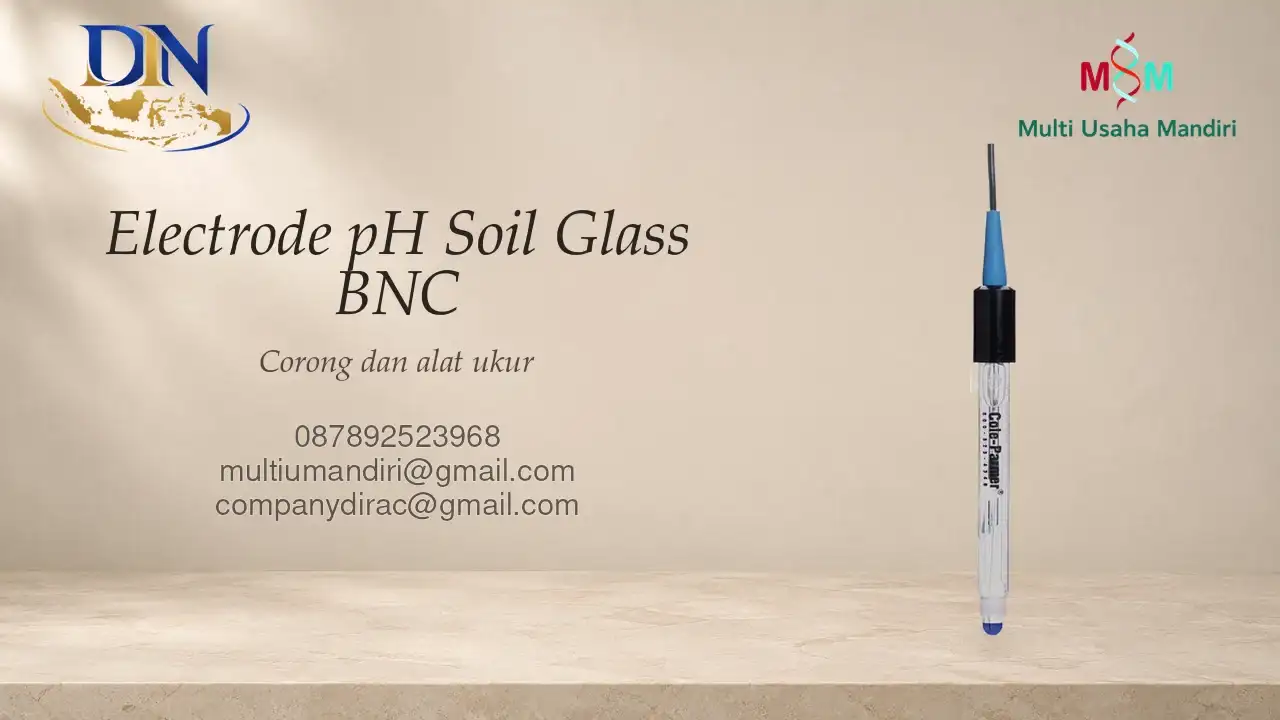 DN
M M
Multi Usaha Mandiri
Electrode pH Soil Glass
BNC
Corong dan alat ukur
087892523968
multiumandiri@gmail.com
companydirac@gmail.com
Cole-Parmer®